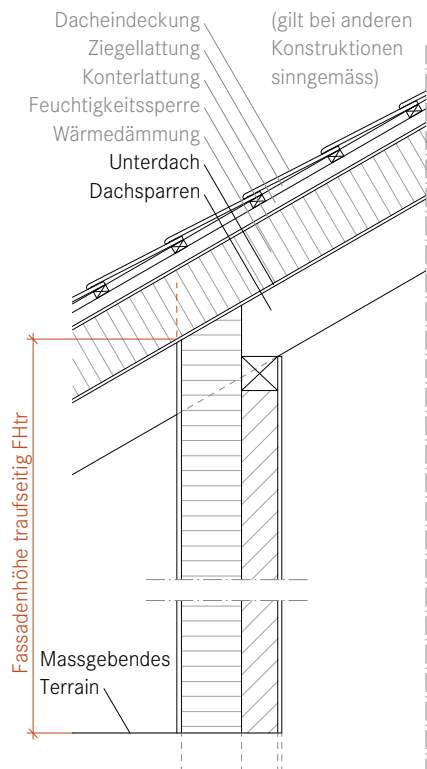 Dacheindeckung
Ziegellattung
Konterlattung
Feuchtigkeitssperre
Wärmedämmung
Unterdach
Dachsparren
(gilt bei anderen
Konstruktionen
sinngemäss)
Fassadenhöhe traufseitig FHtr
Massgebendes
Terrain